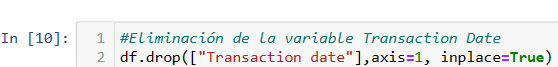 In [10]:
1 #Eliminación de la variable Transaction Date
2 df.drop(["Transaction date"],axis=1, inplace=True)